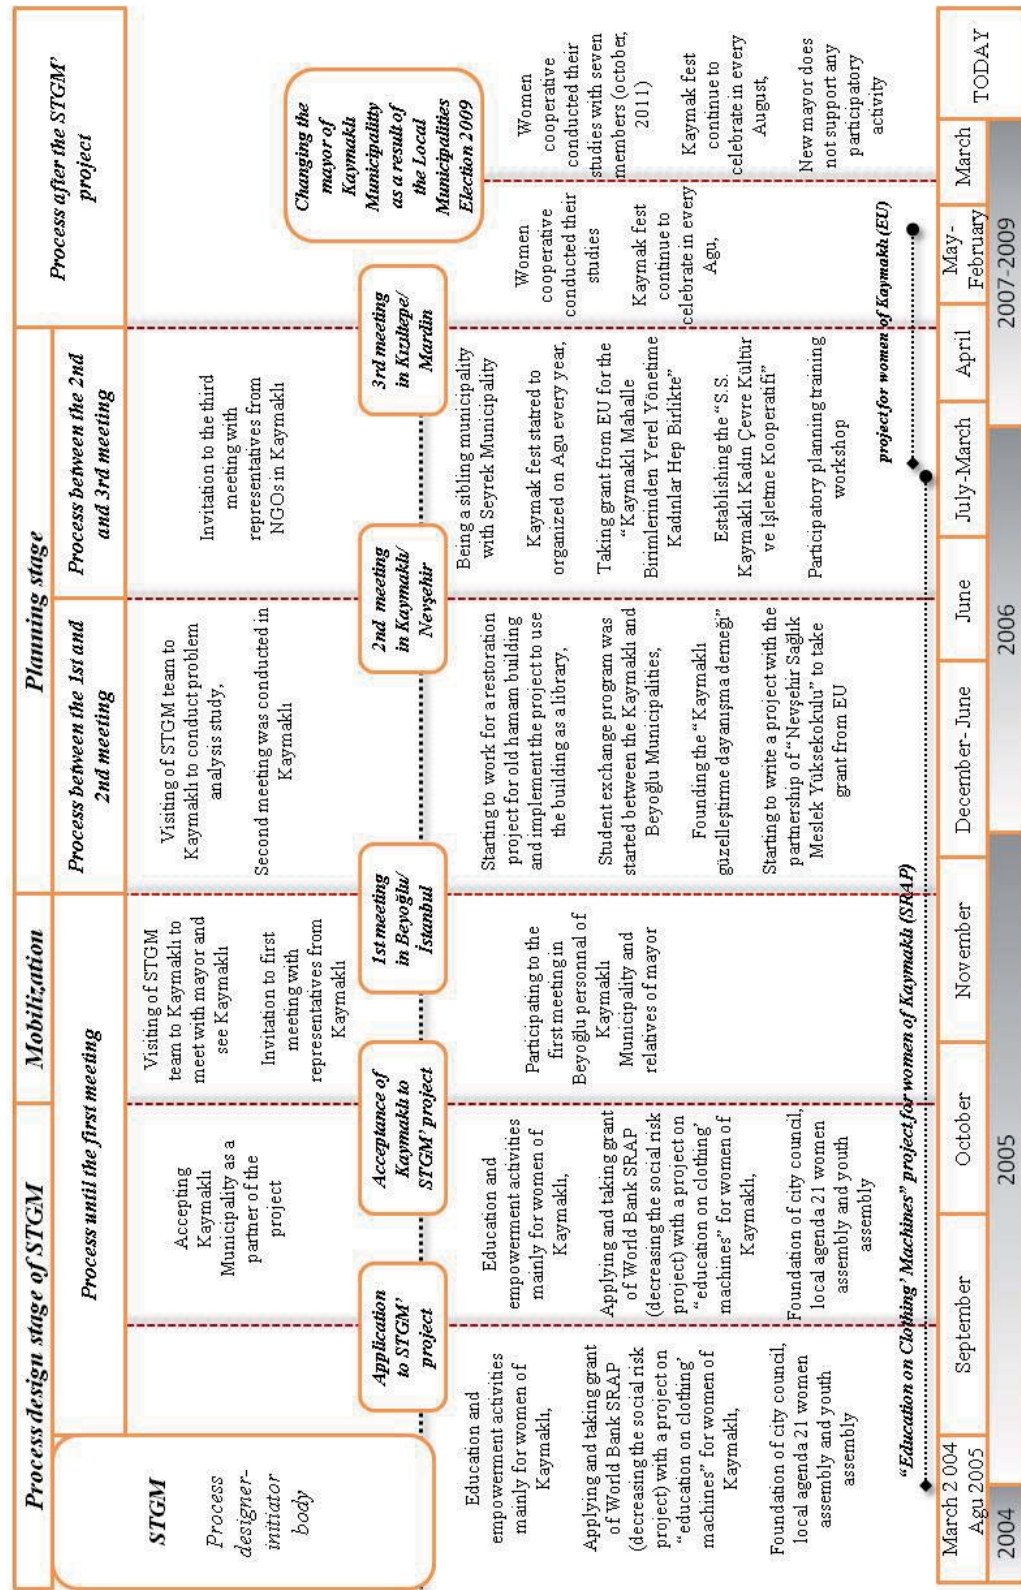 Process design stage of STGM
Mobilization
Planning stage
Process after the STGM'
project
Process until the first meeting
Process between the 1st and
2nd meeting
Process between the 2nd
and 3rd meeting
STGM
Process
designer-
initiator
body
Accepting
Kaymaklı
Municipality as a
partner of the
project
Visiting of STGM
team to Kaymaklı to
meet with mayor and
see Kaymaklı
Invitation to first
meeting with
representatives from
Kaymaklı
Visiting of STGM team to
Kaymaklı to conduct problem
analysis study,
Second meeting was conducted in
Kaymaklı
Invitation to the third
meeting with
representatives from
NGOs in Kaymaklı
Application
to STGM'
project
Acceptance of
Kaymaklı to
STGM' project
1st meeting
in Beyoğlu/
İstanbul
2nd meeting
in Kaymaklı/
Nevşehir
3rd meeting
in Kızıltepe/
Mardin
Changing the
mayor of
Kaymaklı
Municipality
as a result of
the Local
Municipalities
Election 2009
Education and
empowerment activities
mainly for women of
Kaymaklı,
Applying and taking grant
of World Bank SRAP
(decreasing the social risk
project) with a project on
“education on clothing’
machines” for women of
Kaymaklı,
Foundation of city council,
local agenda 21 women
assembly and youth
assembly
Education and
empowerment activities
mainly for women of
Kaymaklı,
Applying and taking grant
of World Bank SRAP
(decreasing the social risk
project) with a project on
“education on clothing’
machines” for women of
Kaymaklı,
Foundation of city council,
local agenda 21 women
assembly and youth
assembly
Participating to the
first meeting in
Beyoğlu personnal of
Kaymaklı
Municipality and
relatives of mayor
Starting to work for a restoration
project for old hamam building
and implement the project to use
the building as a library,
Student exchange program was
started between the Kaymaklı and
Beyoğlu Municipalities,
Founding the “Kaymaklı
güzelleştirme dayanışma derneği”
Starting to write a project with the
partnership of “Nevşehir Sağlık
Meslek Yüksekokulu” to take
grant from EU
Being a sibling municipality
with Seyrek Municipality
Kaymak fest statred to
organized on Agu every year,
Taking grant from EU for the
“Kaymaklı Mahalle
Birimlerinden Yerel Yönetime
Kadınlar Hep Birlikte”
Establishing the “S.S.
Kaymaklı Kadın Çevre Kültür
ve İşletme Kooperatifi”
Participatory planning training
workshop
Women
cooperative
conducted their
studies
Kaymak fest
continue to
celebrate in every
Agu,
Women
cooperative
conducted their
studies with seven
members (october,
2011)
Kaymak fest
continue to
celebrate in every
August,
New mayor does
not support any
participatory
activity
“Education on Clothing’ Machines” project for women of Kaymaklı (SRAP)
project for women of Kaymaklı (EU)
March 2 004
Agu 2005
September
October
November
December- June
June
July-March
April
May-
February
March
TODAY
2004
2005
2006
2007-2009